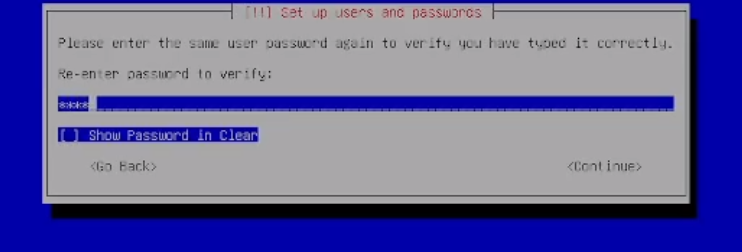 [!!] Set up users and passwords
Please enter the same user password again to verify you have typed it correctly.
Re-enter password to verify:
****
[ ] Show Password in Clear
<Go Back> <Continue>